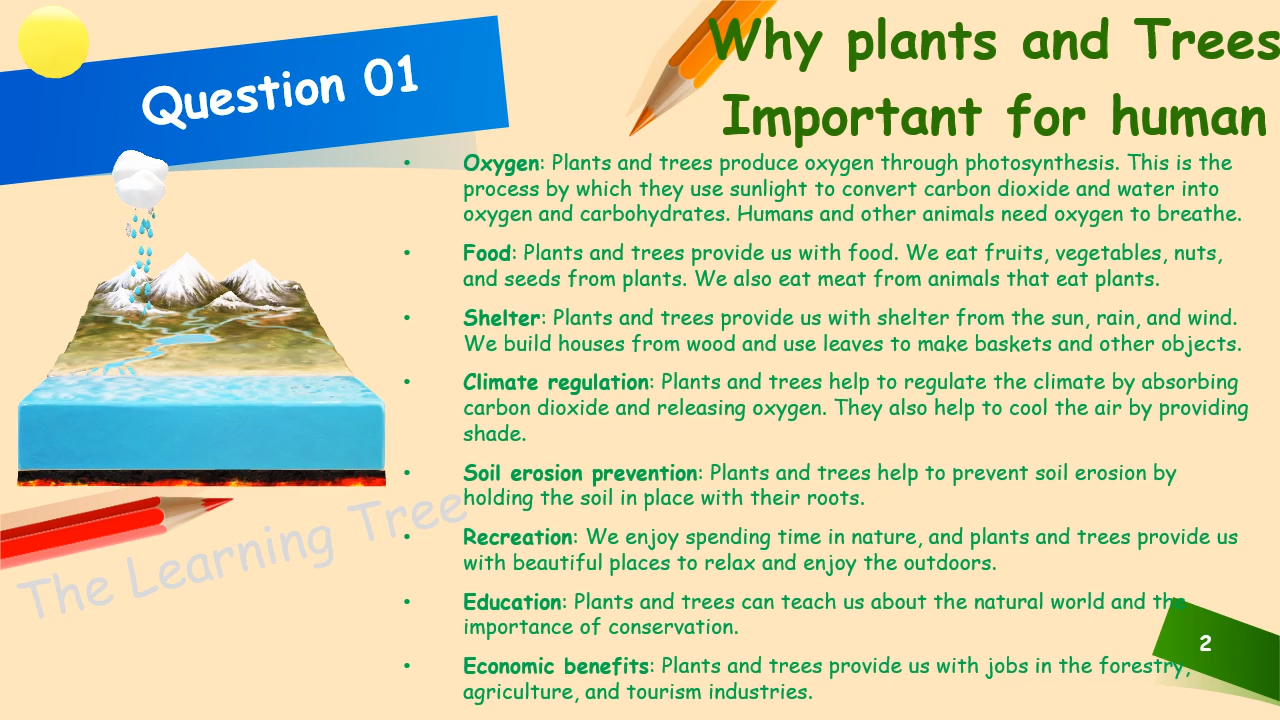 Question 01
Why plants and Trees
Important for human
• Oxygen: Plants and trees produce oxygen through photosynthesis. This is the
process by which they use sunlight to convert carbon dioxide and water into
oxygen and carbohydrates. Humans and other animals need oxygen to breathe.
• Food: Plants and trees provide us with food. We eat fruits, vegetables, nuts,
and seeds from plants. We also eat meat from animals that eat plants.
• Shelter: Plants and trees provide us with shelter from the sun, rain, and wind.
We build houses from wood and use leaves to make baskets and other objects.
• Climate regulation: Plants and trees help to regulate the climate by absorbing
carbon dioxide and releasing oxygen. They also help to cool the air by providing
shade.
• Soil erosion prevention: Plants and trees help to prevent soil erosion by
holding the soil in place with their roots.
• Recreation: We enjoy spending time in nature, and plants and trees provide us
with beautiful places to relax and enjoy the outdoors.
• Education: Plants and trees can teach us about the natural world and the
importance of conservation.
• Economic benefits: Plants and trees provide us with jobs in the forestry,
agriculture, and tourism industries.
The Learning Tree
2